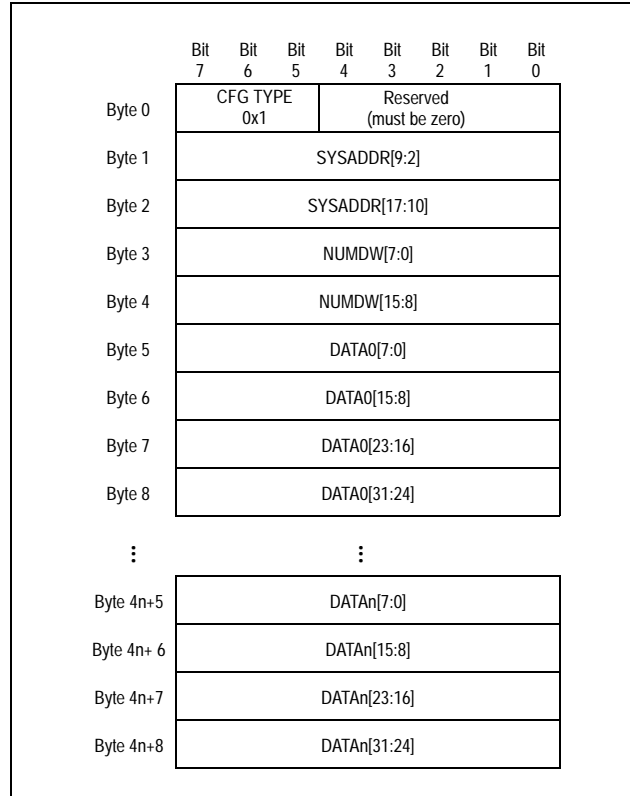 Bit Bit Bit Bit Bit Bit Bit Bit
7 6 5 4 3 2 1 0
Byte 0 CFG TYPE Reserved
0x1 (must be zero)
Byte 1 SYSADDR[9:2]
Byte 2 SYSADDR[17:10]
Byte 3 NUMDW[7:0]
Byte 4 NUMDW[15:8]
Byte 5 DATA0[7:0]
Byte 6 DATA0[15:8]
Byte 7 DATA0[23:16]
Byte 8 DATA0[31:24]
⋮ ⋮
Byte 4n+5 DATAn[7:0]
Byte 4n+ 6 DATAn[15:8]
Byte 4n+7 DATAn[23:16]
Byte 4n+8 DATAn[31:24]